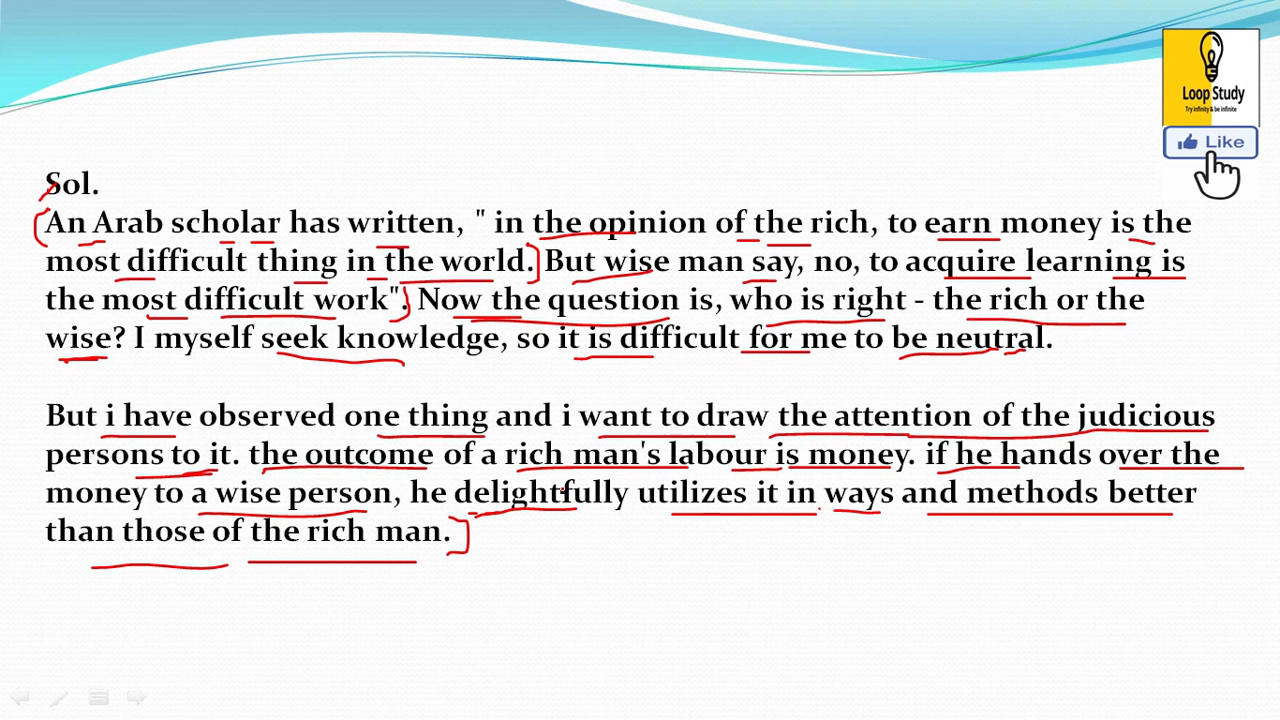 Loop Study
Try infinity & be infinite
Like
Sol.
An Arab scholar has written, " in the opinion of the rich, to earn money is the
most difficult thing in the world. But wise man say, no, to acquire learning is
the most difficult work". Now the question is, who is right - the rich or the
wise? I myself seek knowledge, so it is difficult for me to be neutral.
But i have observed one thing and i want to draw the attention of the judicious
persons to it. the outcome of a rich man's labour is money. if he hands over the
money to a wise person, he delightfully utilizes it in ways and methods better
than those of the rich man.